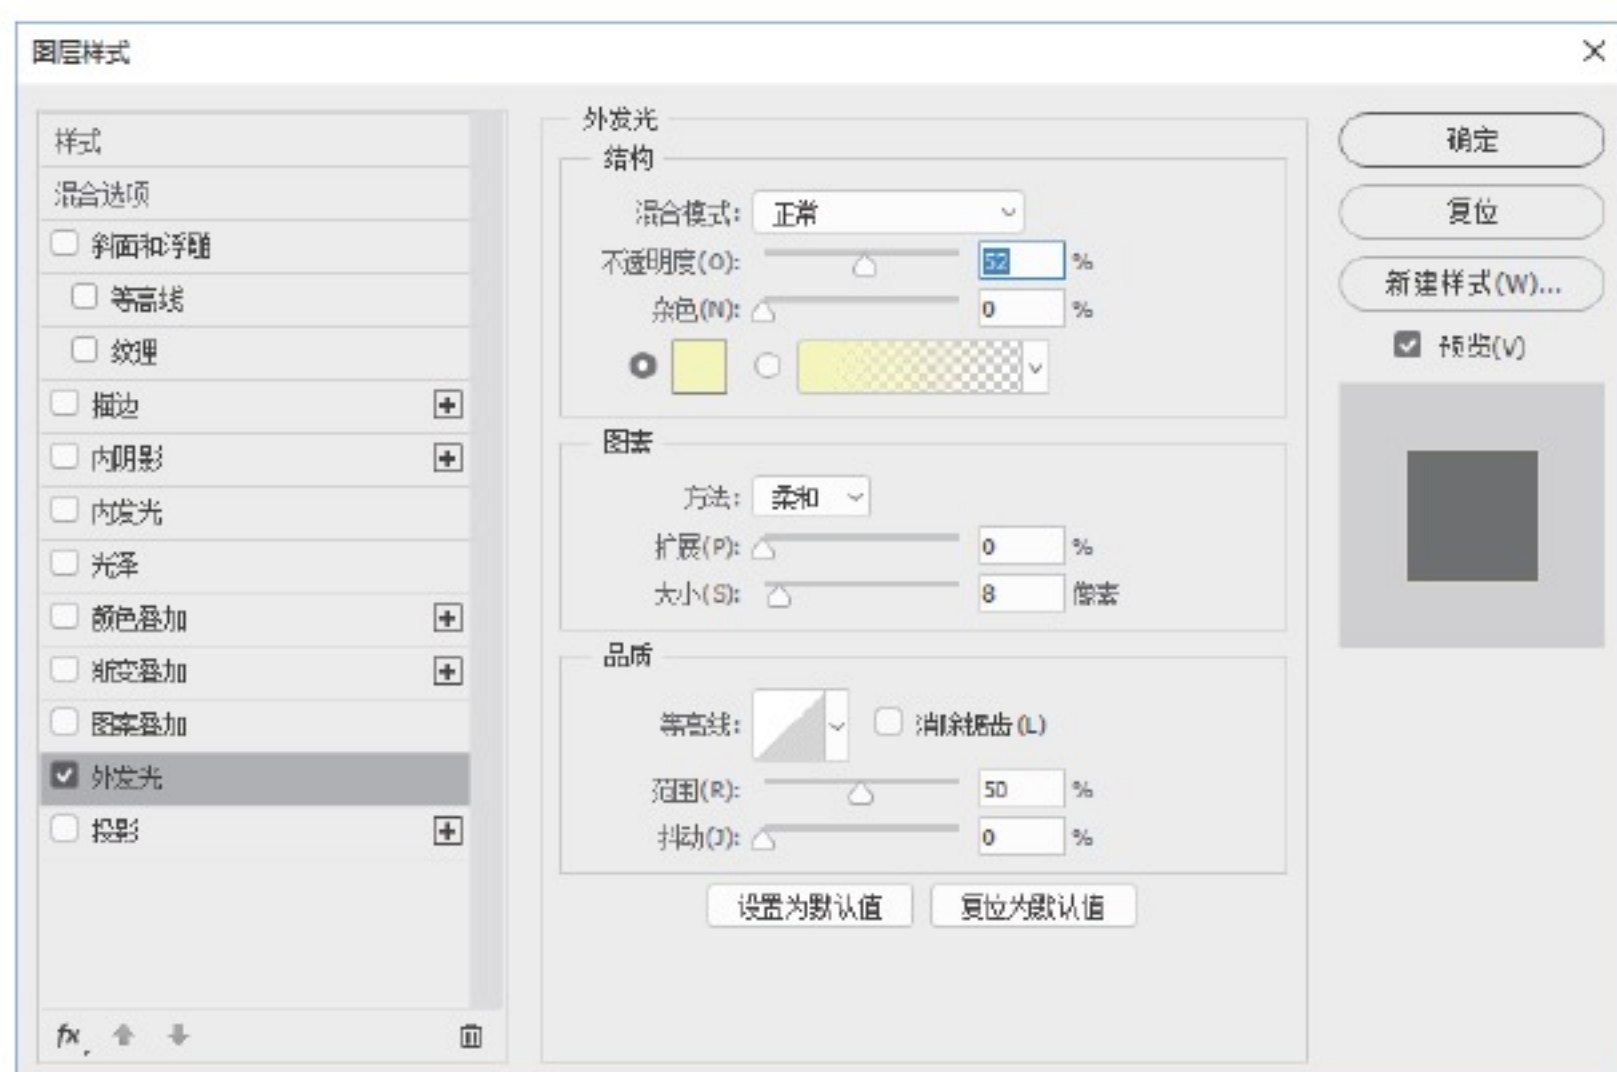 图层样式
样式
混合选项
斜面和浮雕
等高线
纹理
描边
内阴影
内发光
光泽
颜色叠加
渐变叠加
图案叠加
外发光
投影
fx
外发光
结构
混合模式: 正常
不透明度(O): 52 %
杂色(N): 0 %
图素
方法: 柔和
扩展(P): 0 %
大小(S): 8 像素
品质
等高线: 消除锯齿(L)
范围(R): 50 %
抖动(J): 0 %
设置为默认值 复位为默认值
确定
复位
新建样式(W)...
预览(V)